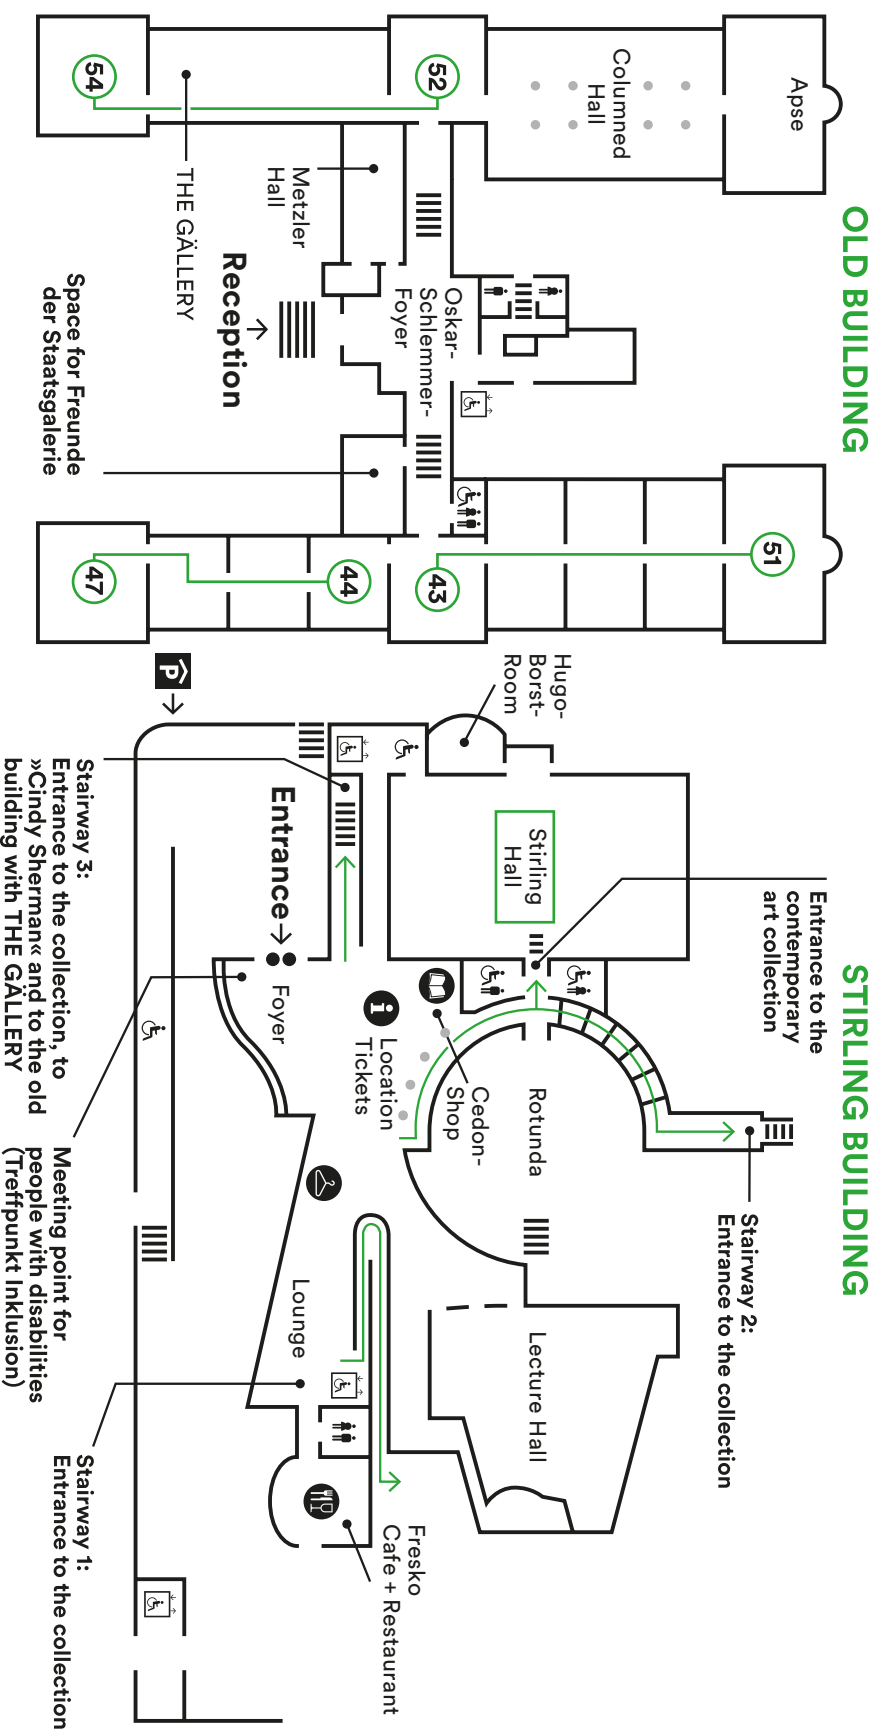 OLD BUILDING
Apse
Columned
Hall
52
54
THE GÄLLERY
Metzler
Hall
Oskar-
Schlemmer-
Foyer
Reception
Space for Freunde
der Staatsgalerie
51
43
44
47
STIRLING BUILDING
P
Hugo-
Borst-
Room
Stirling
Hall
Entrance to the
contemporary
art collection
Stairway 3:
Entrance to the collection, to
»Cindy Sherman« and to the old
building with THE GÄLLERY
Entrance
Foyer
i
Location
Tickets
Cedon-
Shop
Rotunda
Stairway 2:
Entrance to the collection
Meeting point for
people with disabilities
(Treffpunkt Inklusion)
Lounge
Lecture Hall
Stairway 1:
Entrance to the collection
Fresko
Cafe + Restaurant